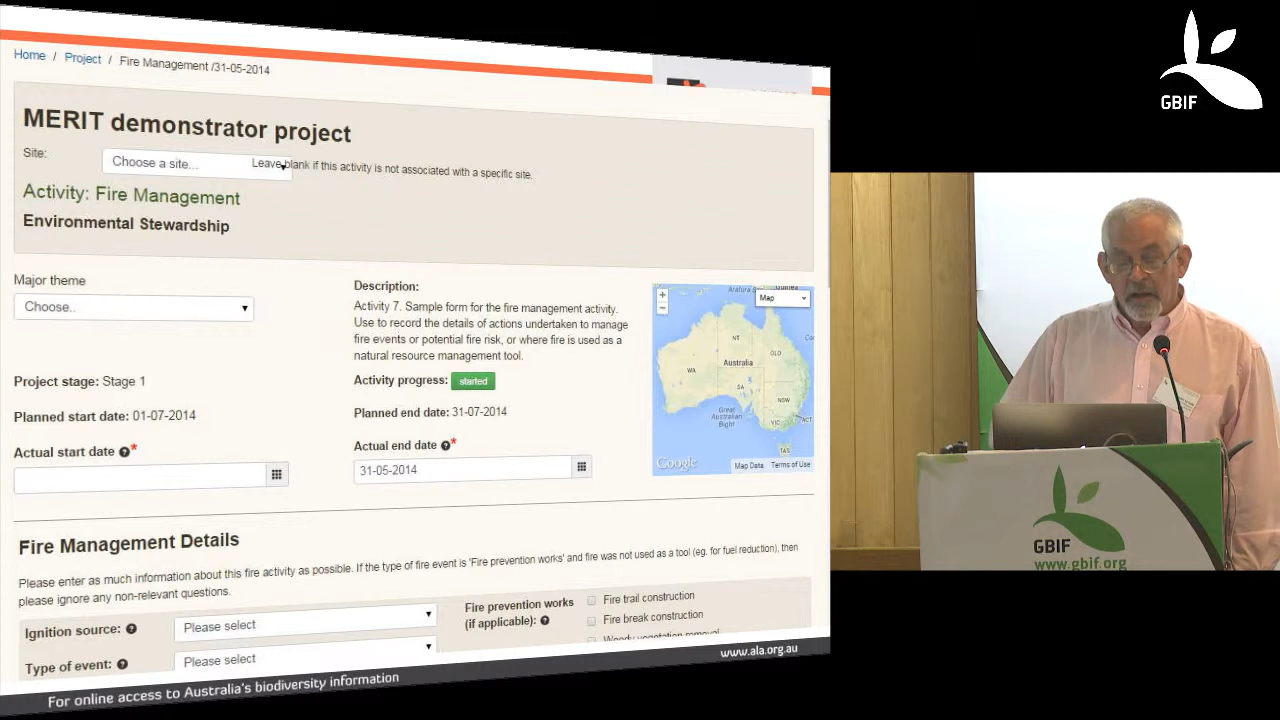 Home / Project / Fire Management /31-05-2014
MERIT demonstrator project
Site: Choose a site... Leave blank if this activity is not associated with a specific site.
Activity: Fire Management
Environmental Stewardship
Major theme
Choose..
Description:
Activity 7. Sample form for the fire management activity.
Use to record the details of actions undertaken to manage
fire events or potential fire risk, or where fire is used as a
natural resource management tool.
Project stage: Stage 1
Activity progress: started
Planned start date: 01-07-2014
Planned end date: 31-07-2014
Actual start date *
Actual end date *
31-05-2014
Map
Arafura
NT
QLD
Australia
WA
SA
NSW
Great
Australian
Bight
ACT
VIC
TAS
Google
Map Data Terms of Use
Fire Management Details
Please enter as much information about this fire activity as possible. If the type of fire event is 'Fire prevention works' and fire was not used as a tool (eg. for fuel reduction), then
please ignore any non-relevant questions.
Ignition source: Please select
Type of event: Please select
Fire prevention works
(if applicable):
Fire trail construction
Fire break construction
Woody vegetation removal
For online access to Australia's biodiversity information
www.ala.org.au
GBIF
GBIF
www.gbif.org